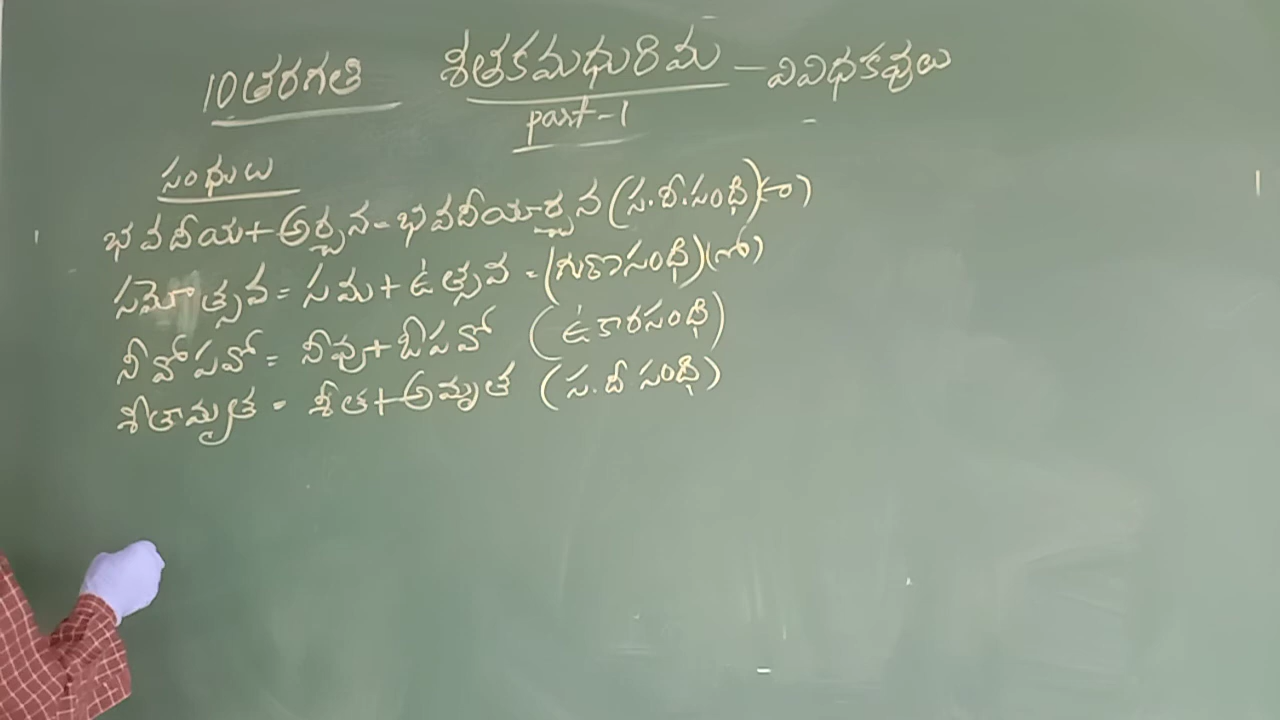 10తరగతి శతకమధురిమ - వివిధకవులు
part-1
సంధులు
భవదీయ+అర్చన=భవదీయార్చన (స.దీ.సంధి)(ా)
సమోత్సవ= సమ+ఉత్సవ =(గుణసంధి)(ో)
నీవోపవో= నీవు+ఓపవో (ఉకారసంధి)
శీతామృత = శీత+అమృత (స.దీ సంధి)